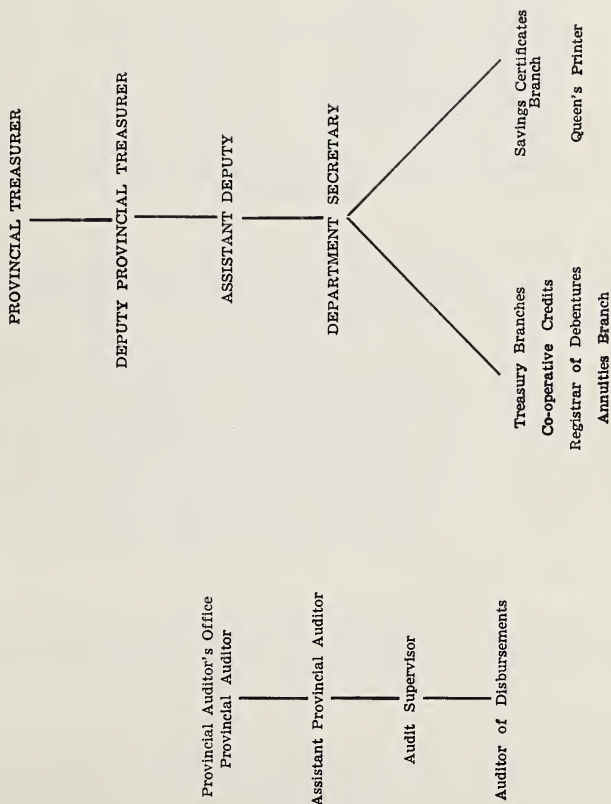 PROVINCIAL TREASURER
DEPUTY PROVINCIAL TREASURER
ASSISTANT DEPUTY
DEPARTMENT SECRETARY
Treasury Branches
Co-operative Credits
Registrar of Debentures
Annuities Branch
Savings Certificates
Branch
Queen's Printer
Provincial Auditor's Office
Provincial Auditor
Assistant Provincial Auditor
Audit Supervisor
Auditor of Disbursements